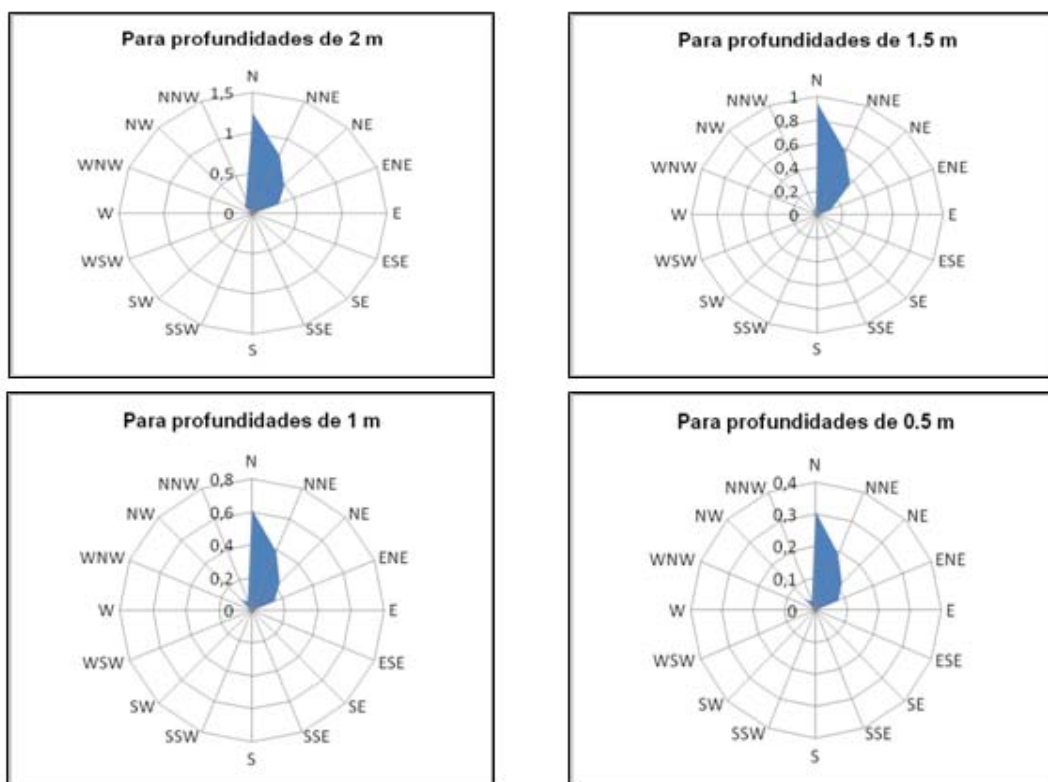 Para profundidades de 2 m
N
NNW
NNE
1,5
NW
NE
1
WNW
ENE
0,5
W
0
E
WSW
ESE
SW
SE
SSW
SSE
S
Para profundidades de 1.5 m
N
NNW
1
NNE
0,8
NW
NE
0,6
WNW
0,4
ENE
0,2
W
0
E
WSW
ESE
SW
SE
SSW
SSE
S
Para profundidades de 1 m
N
0,8
NNW
NNE
0,6
NW
NE
0,4
WNW
ENE
0,2
W
0
E
WSW
ESE
SW
SE
SSW
SSE
S
Para profundidades de 0.5 m
N
0,4
NNW
NNE
0,3
NW
NE
0,2
WNW
ENE
0,1
W
0
E
WSW
ESE
SW
SE
SSW
SSE
S